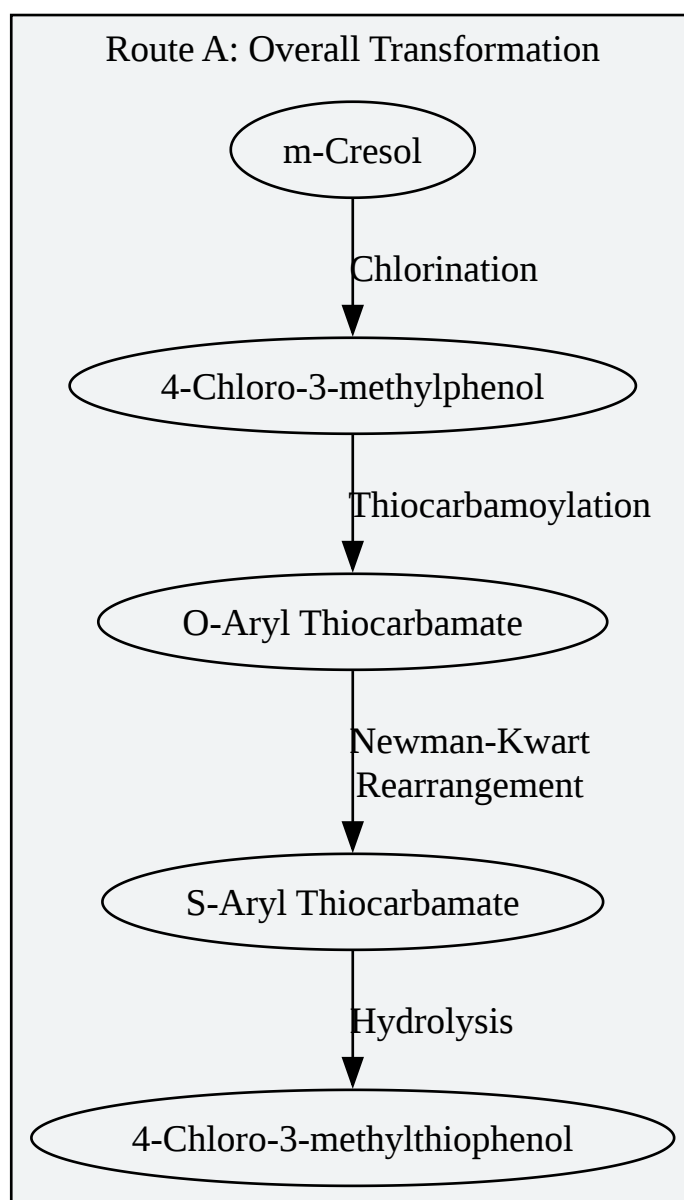 Route A: Overall Transformation
m-Cresol
Chlorination
4-Chloro-3-methylphenol
Thiocarbamoylation
O-Aryl Thiocarbamate
Newman-Kwart
Rearrangement
S-Aryl Thiocarbamate
Hydrolysis
4-Chloro-3-methylthiophenol